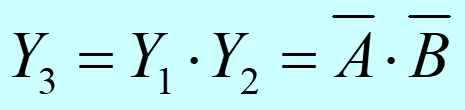 Y₃ = Y₁ · Y₂ = A̅ · B̅